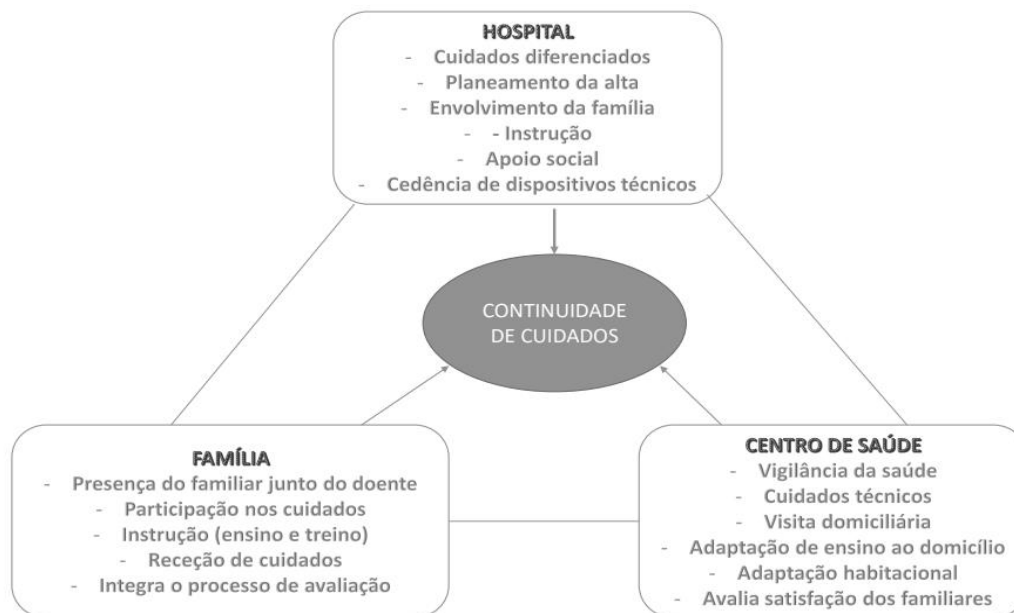 HOSPITAL
- Cuidados diferenciados
- Planeamento da alta
- Envolvimento da família
- - Instrução
- Apoio social
- Cedência de dispositivos técnicos
CONTINUIDADE
DE CUIDADOS
FAMÍLIA
- Presença do familiar junto do doente
- Participação nos cuidados
- Instrução (ensino e treino)
- Receção de cuidados
- Integra o processo de avaliação
CENTRO DE SAÚDE
- Vigilância da saúde
- Cuidados técnicos
- Visita domiciliária
- Adaptação de ensino ao domicílio
- Adaptação habitacional
- Avalia satisfação dos familiares